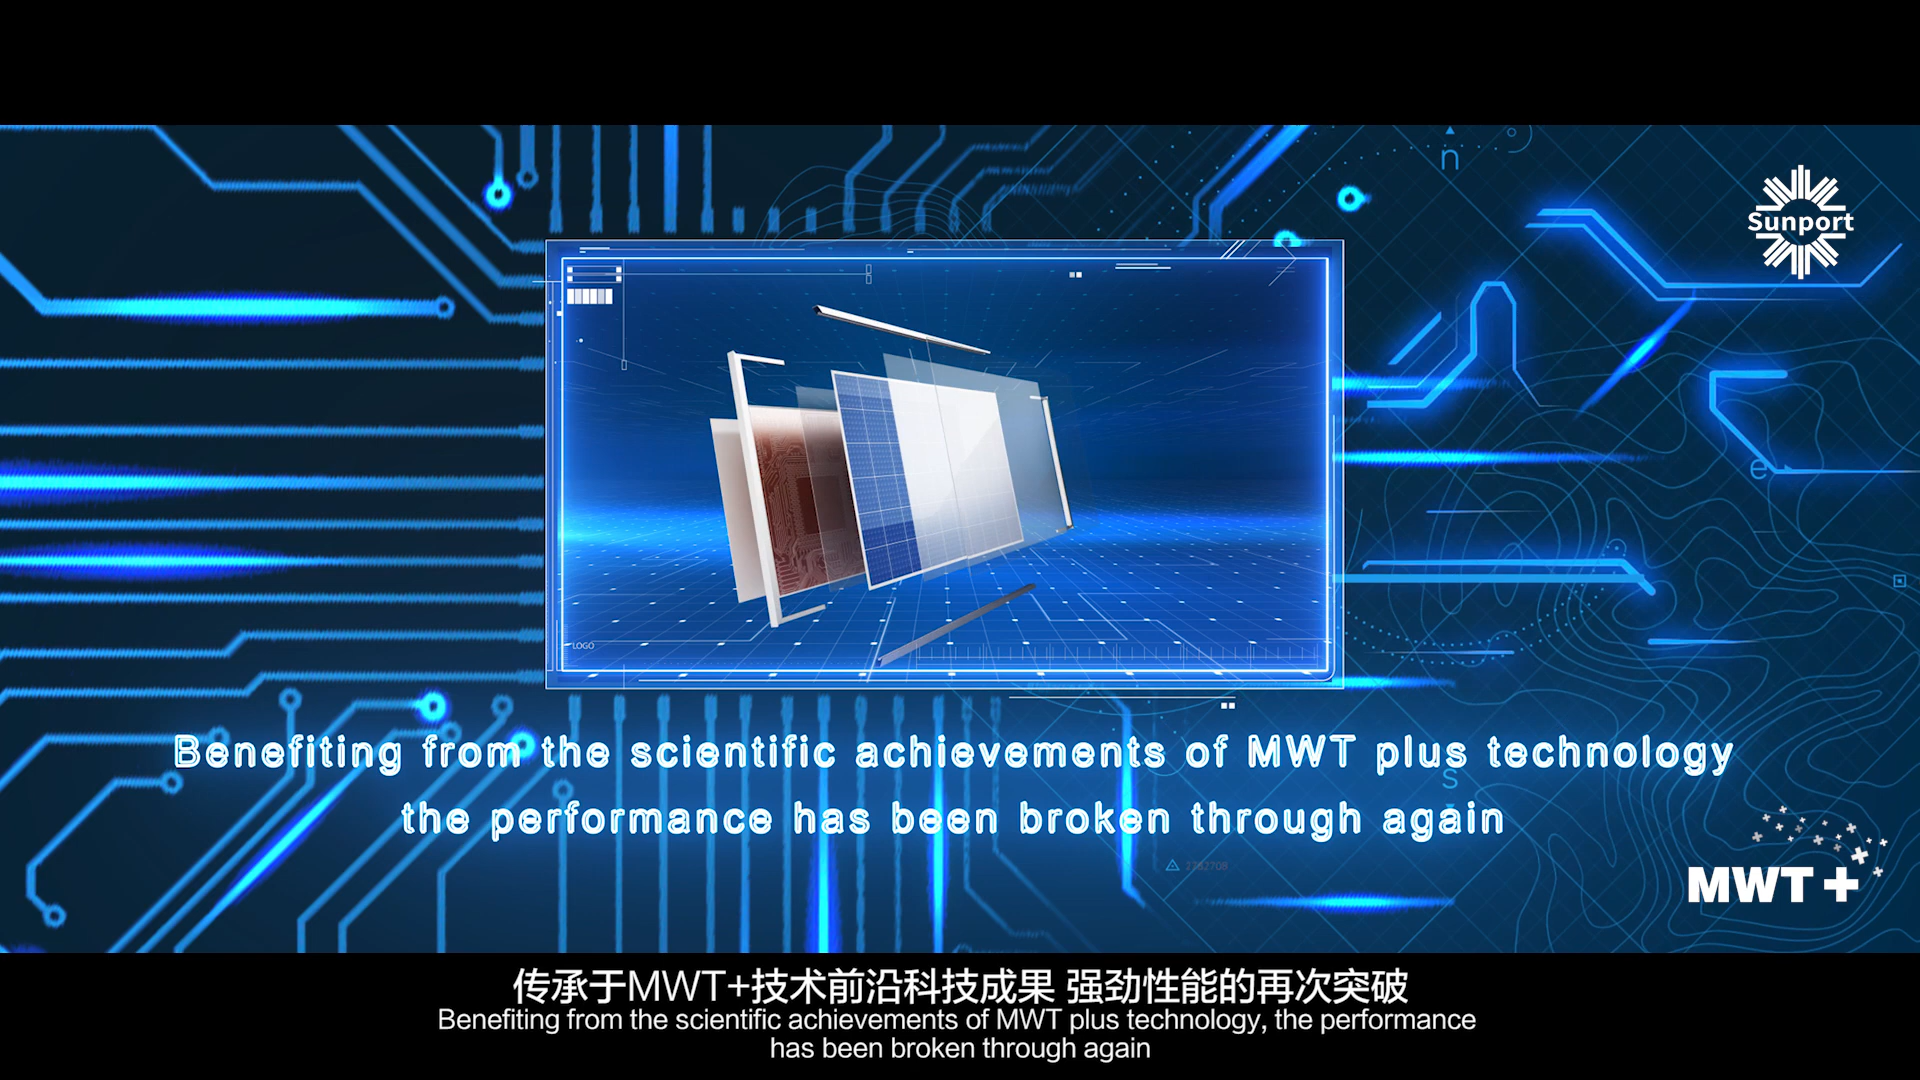 n
Sunport
e
LOGO
Benefiting from the scientific achievements of MWT plus technology
s
the performance has been broken through again
2782708
MWT+
传承于MWT+技术前沿科技成果 强劲性能的再次突破
Benefiting from the scientific achievements of MWT plus technology, the performance
has been broken through again